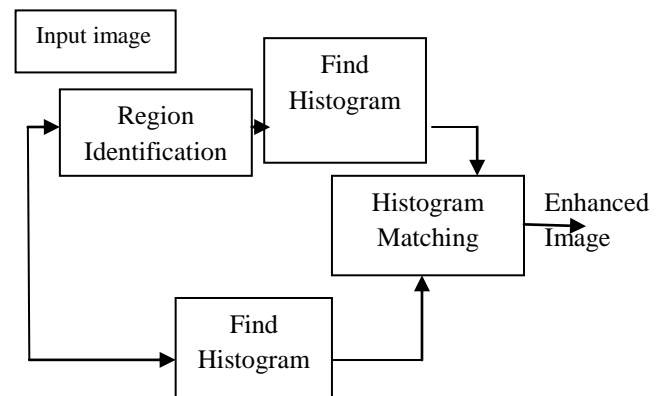 Input image
Find
Histogram
Region
Identification
Histogram
Matching
Enhanced
Image
Find
Histogram